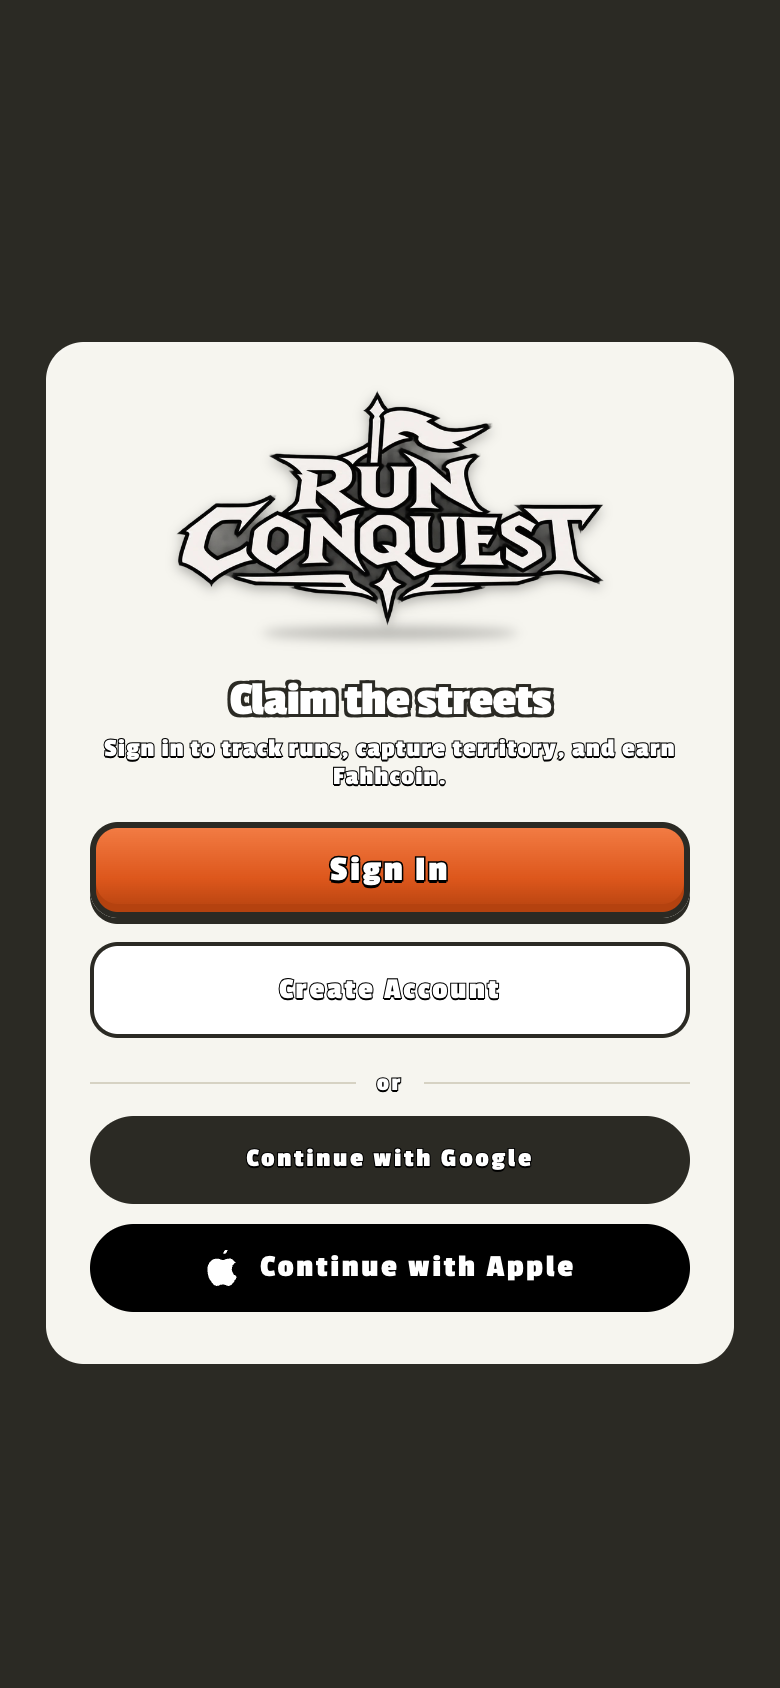 RUN
CONQUEST
Claim the streets
Sign in to track runs, capture territory, and earn
Fahhcoin.
Sign In
Create Account
or
Continue with Google
Continue with Apple